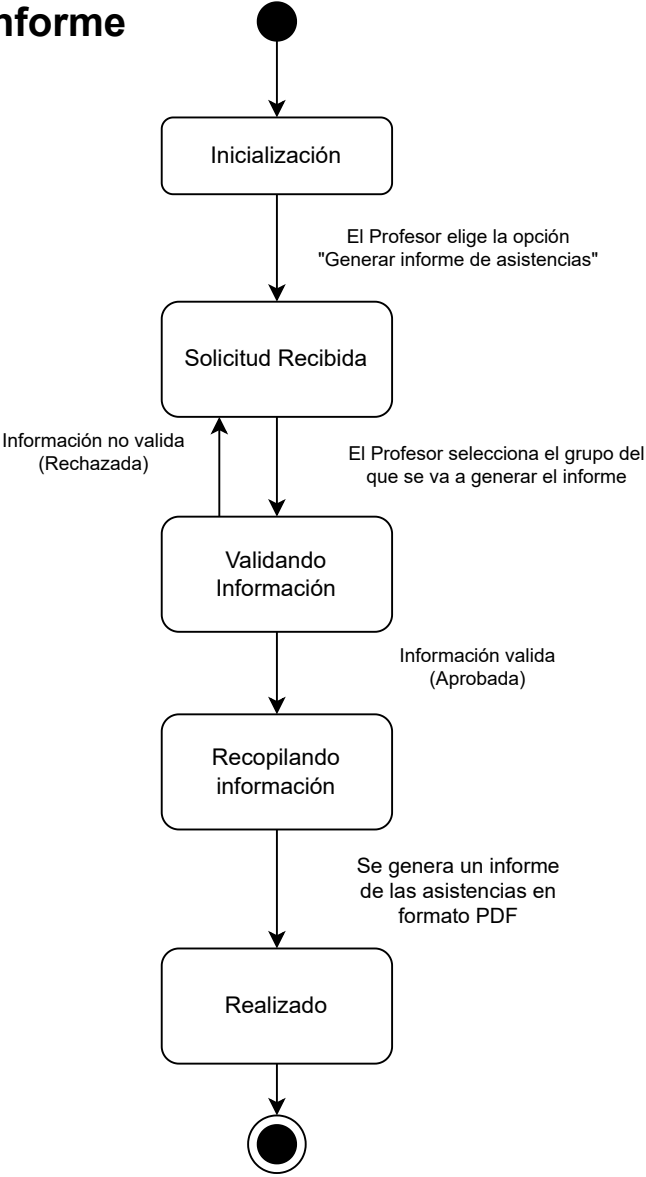 nforme
Inicialización
El Profesor elige la opción
"Generar informe de asistencias"
Solicitud Recibida
Información no valida
(Rechazada)
El Profesor selecciona el grupo del
que se va a generar el informe
Validando
Información
Información valida
(Aprobada)
Recopilando
información
Se genera un informe
de las asistencias en
formato PDF
Realizado